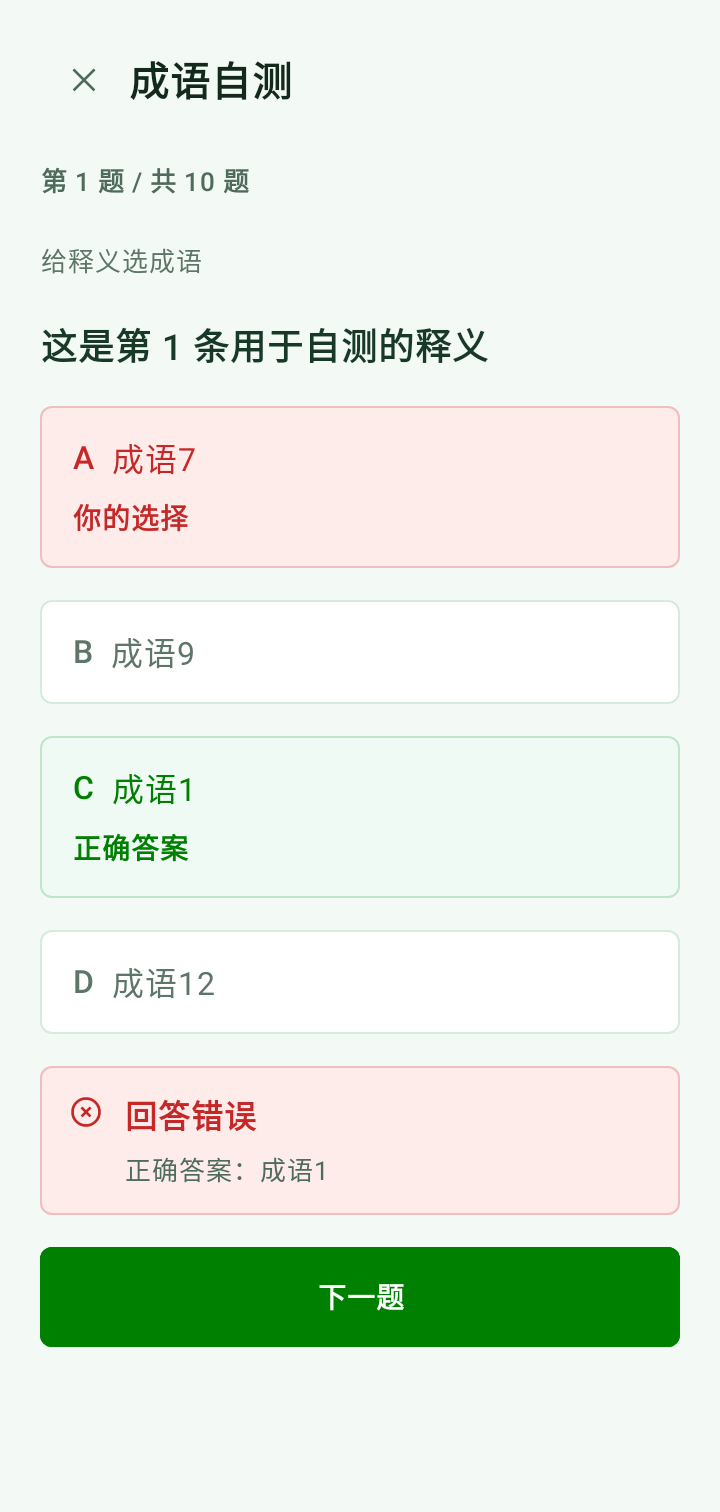 成语自测
第 1 题 / 共 10 题
给释义选成语
这是第 1 条用于自测的释义
A 成语7
你的选择
B 成语9
C 成语1
正确答案
D 成语12
回答错误
正确答案：成语1
下一题